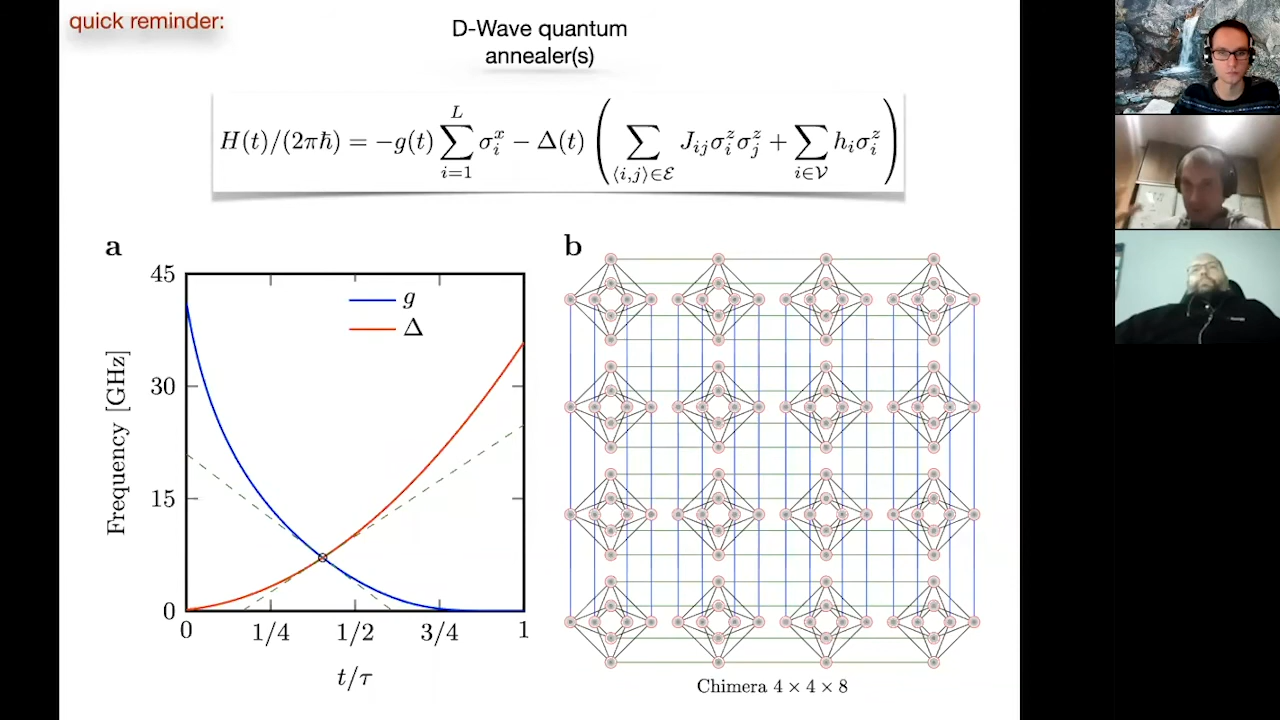 quick reminder:
D-Wave quantum
annealer(s)
H(t)/(2πħ) = −g(t) ∑_{i=1}^{L} σ_i^x − Δ(t) ( ∑_{⟨i,j⟩∈ℰ} J_{ij} σ_i^z σ_j^z + ∑_{i∈𝒱} h_i σ_i^z )
a
45
30
15
0
Frequency [GHz]
g
Δ
0 1/4 1/2 3/4 1
t/τ
b
Chimera 4 × 4 × 8